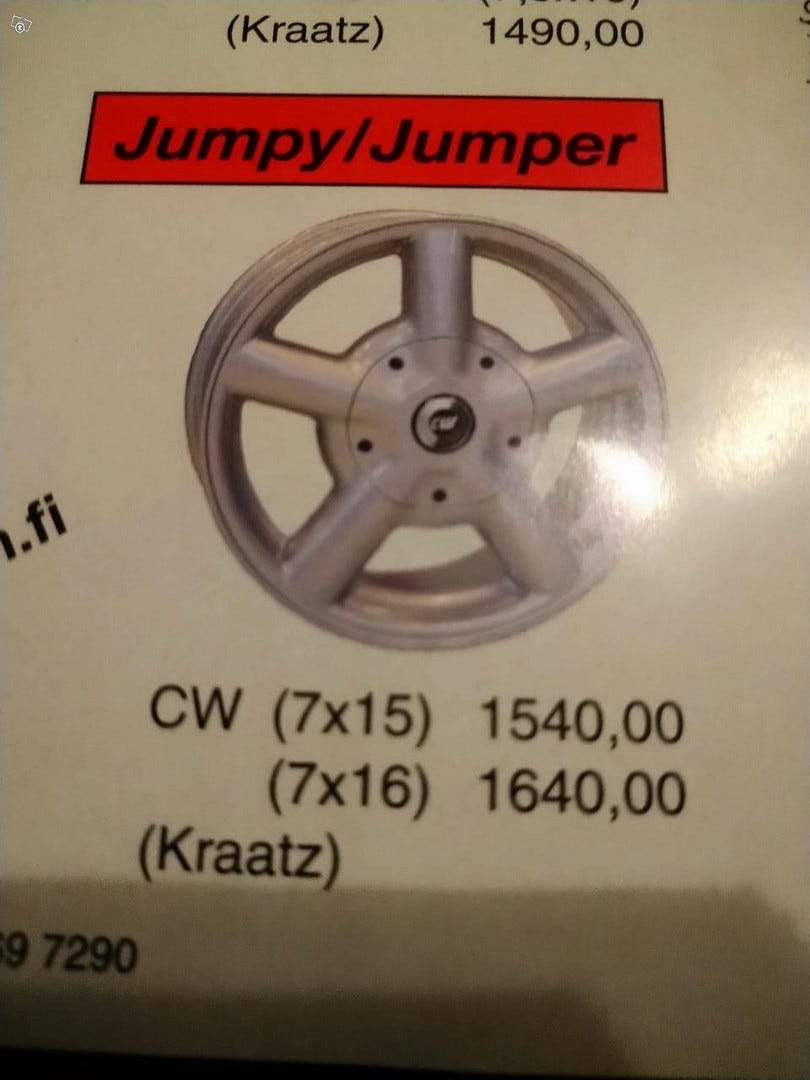 (Kraatz) 1490,00
Jumpy/Jumper
.fi
CW (7x15) 1540,00
(7x16) 1640,00
(Kraatz)
7290